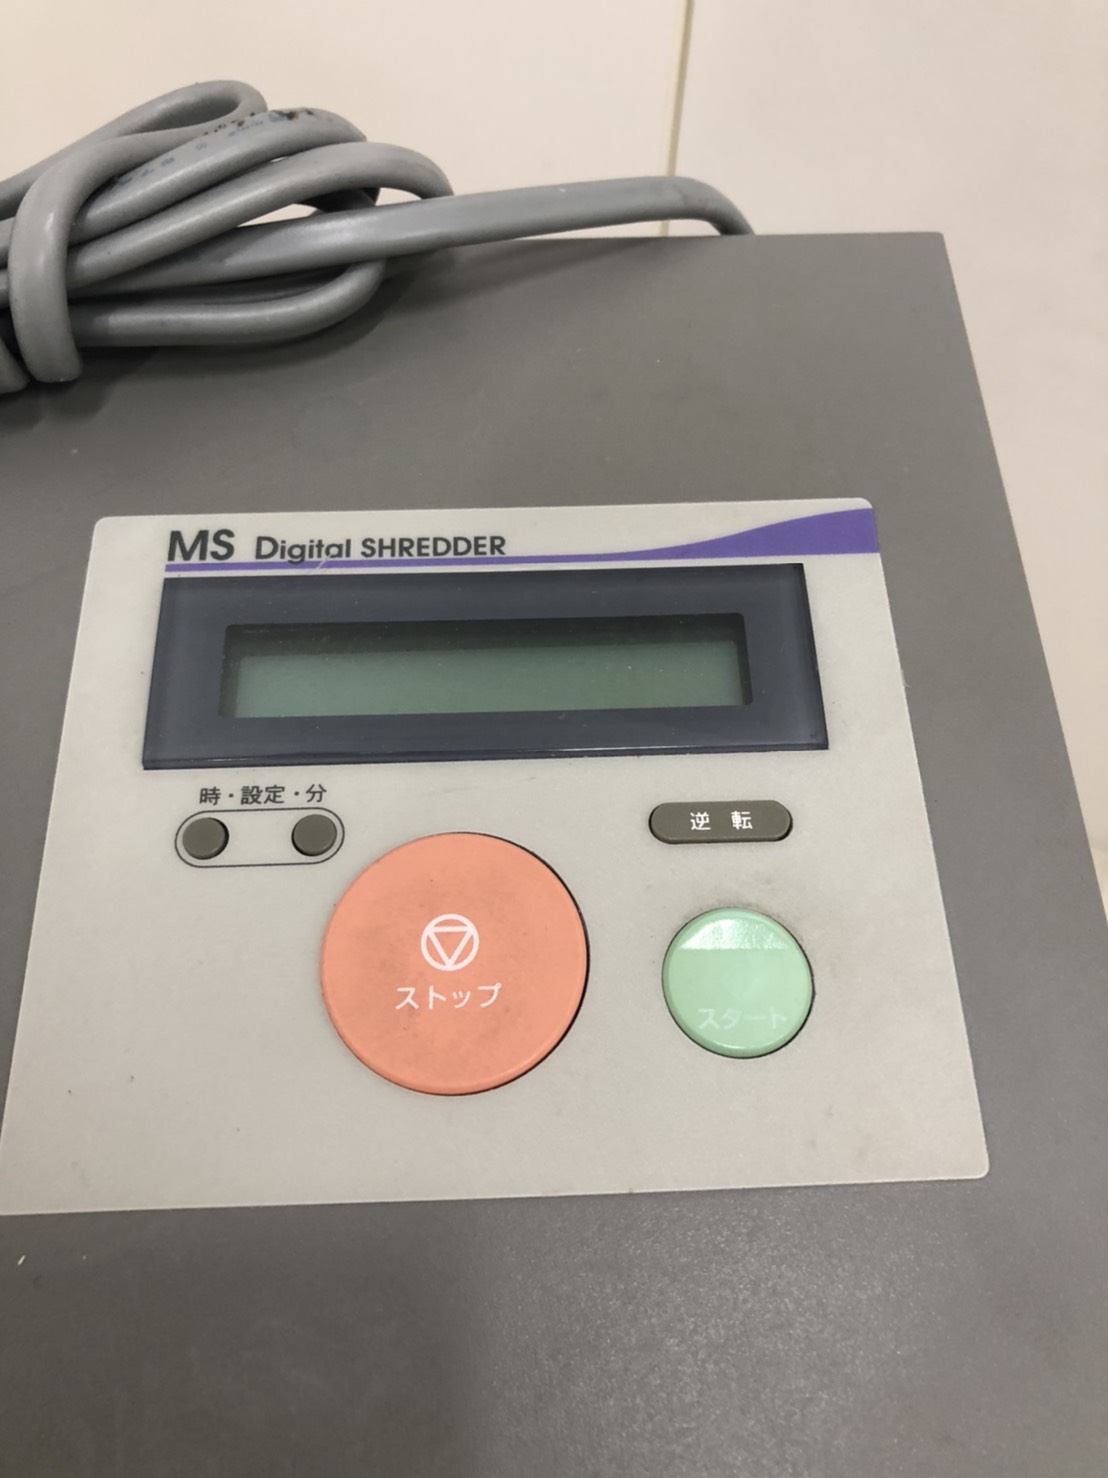 MS Digital SHREDDER
時・設定・分
逆転
ストップ
スタート